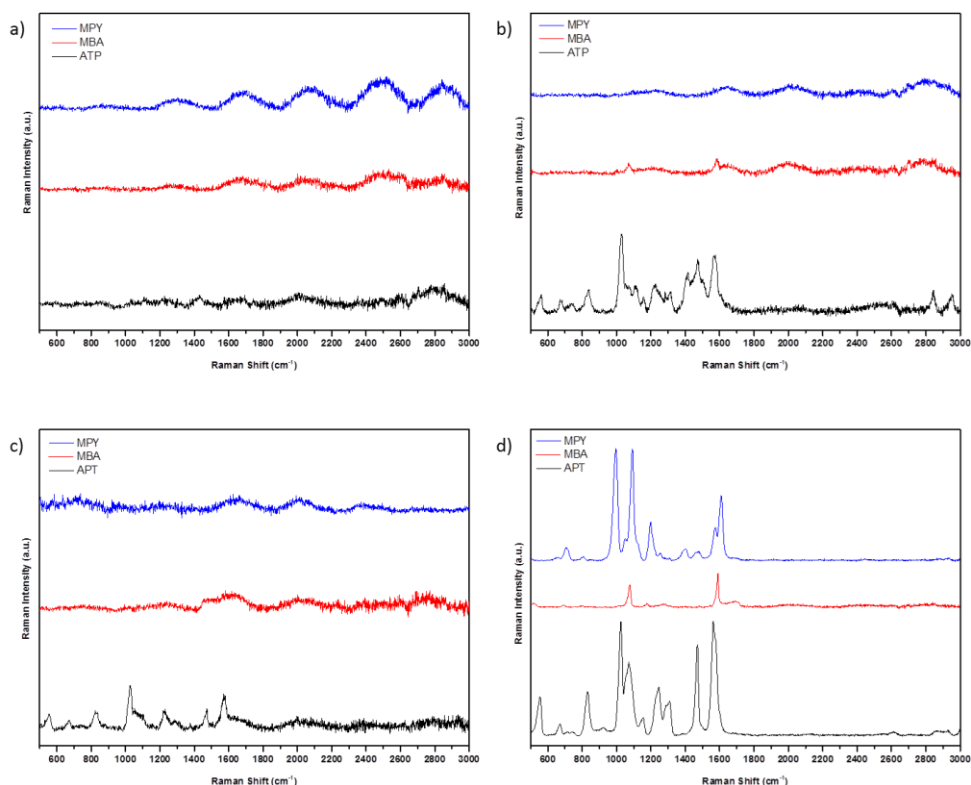 a)
MPY
MBA
ATP
Raman Intensity (a.u.)
600 800 1000 1200 1400 1600 1800 2000 2200 2400 2600 2800 3000
Raman Shift (cm⁻¹)
b)
MPY
MBA
ATP
Raman Intensity (a.u.)
600 800 1000 1200 1400 1600 1800 2000 2200 2400 2600 2800 3000
Raman Shift (cm⁻¹)
c)
MPY
MBA
APT
Raman Intensity (a.u.)
600 800 1000 1200 1400 1600 1800 2000 2200 2400 2600 2800 3000
Raman Shift (cm⁻¹)
d)
MPY
MBA
APT
Raman Intensity (a.u.)
600 800 1000 1200 1400 1600 1800 2000 2200 2400 2600 2800 3000
Raman Shift (cm⁻¹)